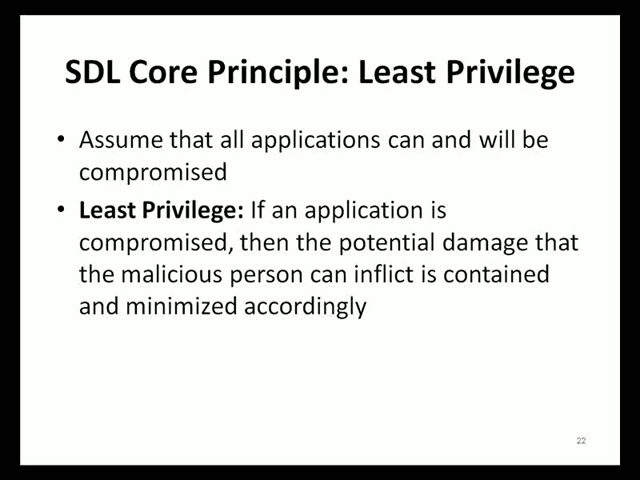 SDL Core Principle: Least Privilege
• Assume that all applications can and will be
compromised
• Least Privilege: If an application is
compromised, then the potential damage that
the malicious person can inflict is contained
and minimized accordingly
22